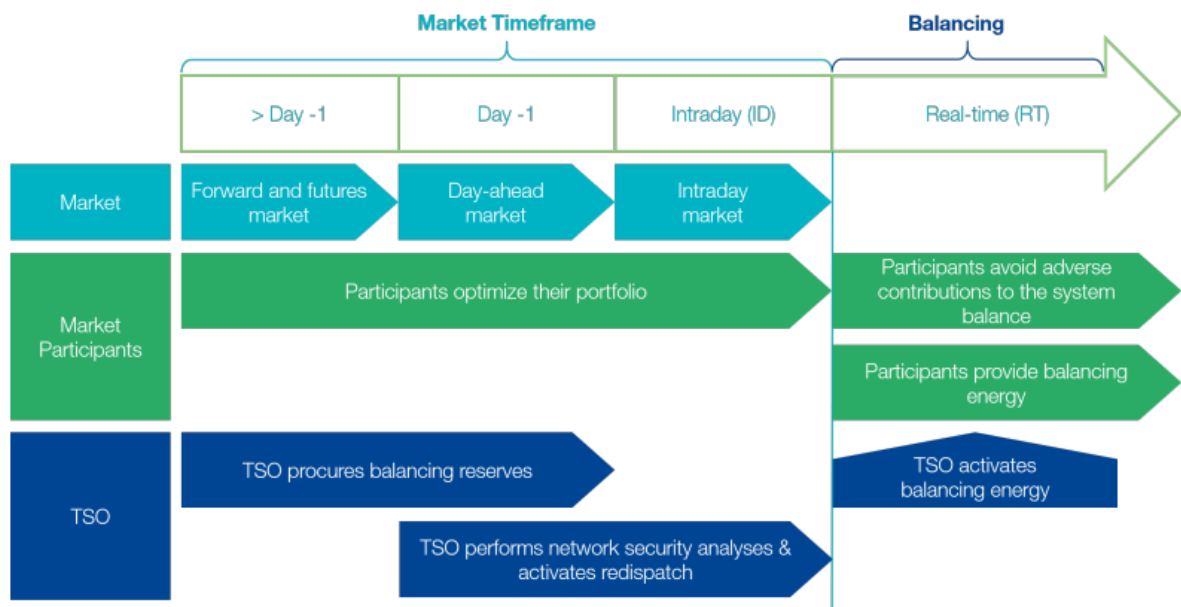 Market Timeframe
Balancing
> Day -1
Day -1
Intraday (ID)
Real-time (RT)
Market
Forward and futures
market
Day-ahead
market
Intraday
market
Market
Participants
Participants optimize their portfolio
Participants avoid adverse
contributions to the system
balance
Participants provide balancing
energy
TSO
TSO procures balancing reserves
TSO activates
balancing energy
TSO performs network security analyses &
activates redispatch